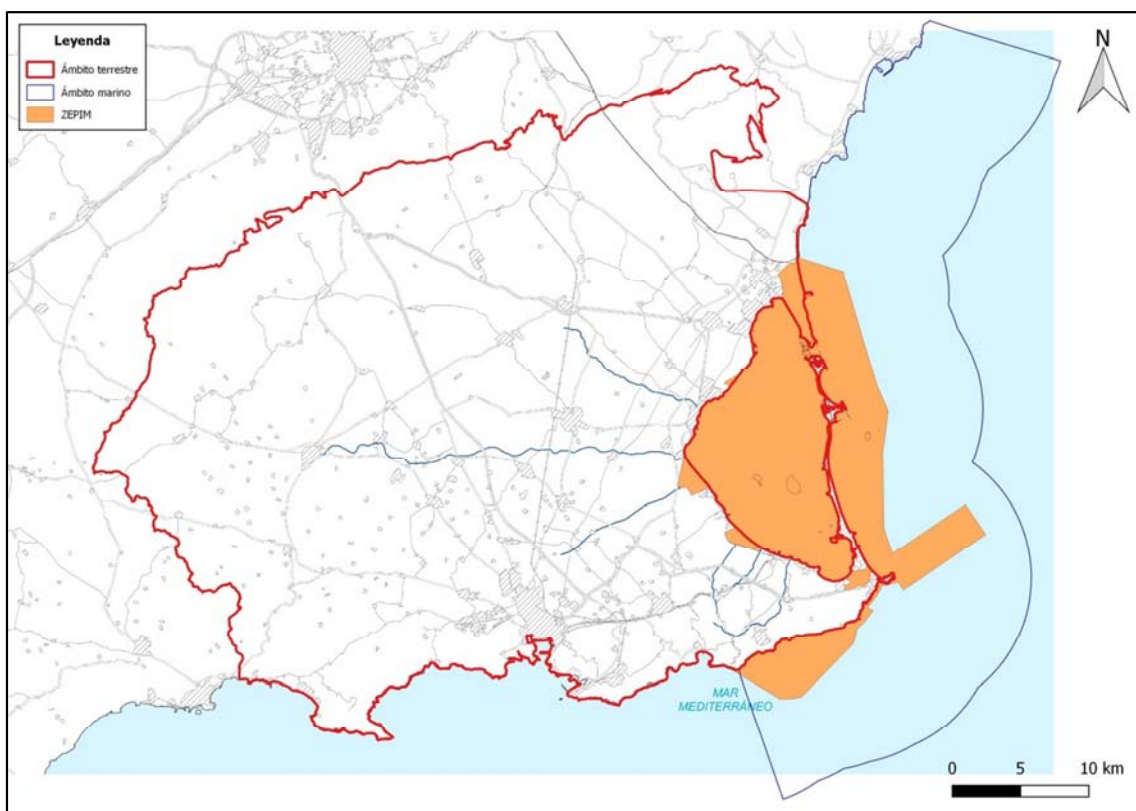 Leyenda
Ámbito terrestre
Ámbito marino
ZEPIM
N
MAR
MEDITERRÁNEO
0 5 10 km